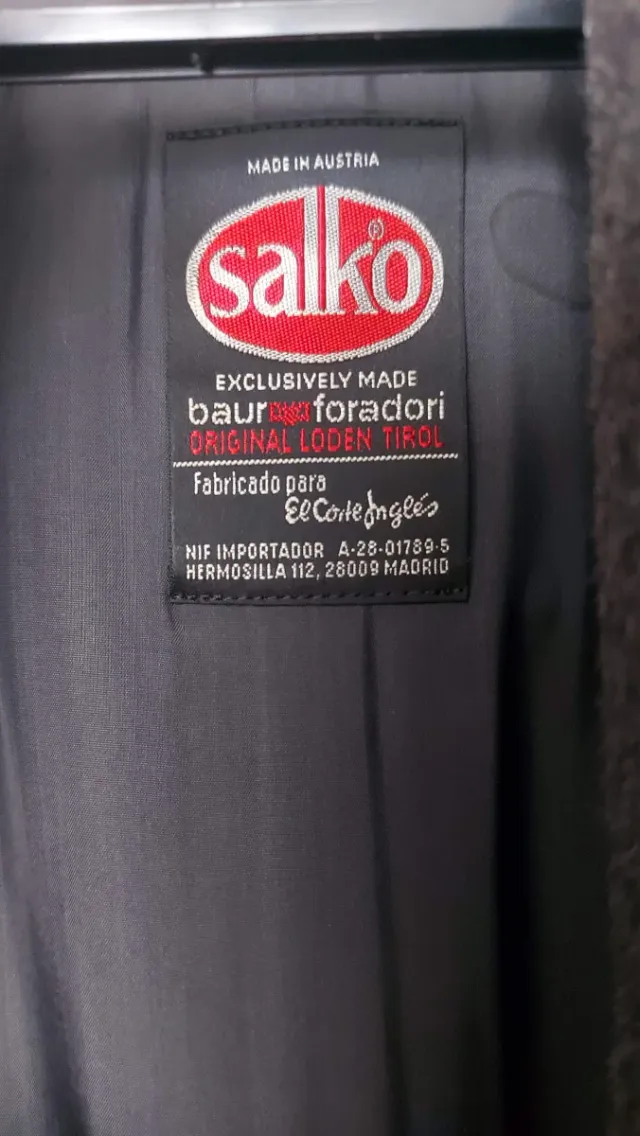 MADE IN AUSTRIA
salko®
EXCLUSIVELY MADE
baur foradori
ORIGINAL LODEN TIROL
Fabricado para
El Corte Inglés
NIF IMPORTADOR A-28-01789-5
HERMOSILLA 112, 28009 MADRID